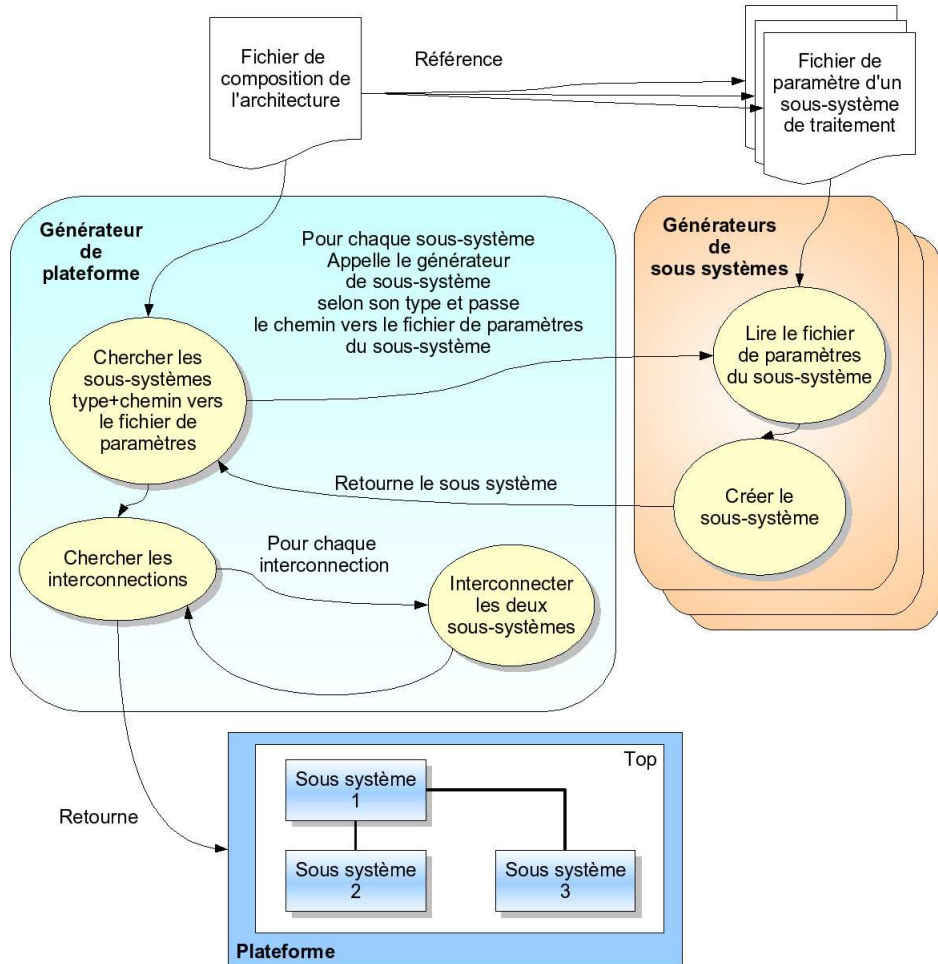 Fichier de
composition de
l'architecture
Référence
Fichier de
paramètre d'un
sous-système
de traitement
Générateur
de
plateforme
Pour chaque sous-système
Appelle le générateur
de sous-système
selon son type et passe
le chemin vers le fichier de paramètres
du sous-système
Générateurs
de
sous systèmes
Chercher les
sous-systèmes
type+chemin vers
le fichier de
paramètres
Lire le fichier
de paramètres
du sous-système
Retourne le sous système
Créer le
sous-système
Chercher les
interconnections
Pour chaque
interconnection
Interconnecter
les deux
sous-systèmes
Retourne
Top
Sous système
1
Sous système
2
Sous système
3
Plateforme